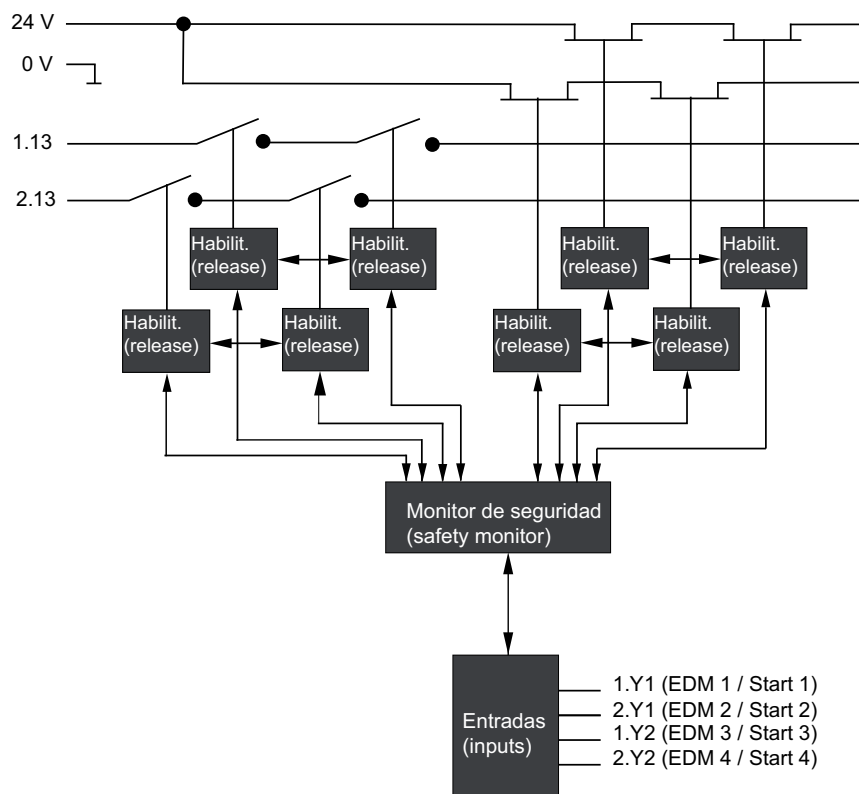 24 V
0 V
1.13
2.13
Habilit.
(release)
Habilit.
(release)
Habilit.
(release)
Habilit.
(release)
Habilit.
(release)
Habilit.
(release)
Habilit.
(release)
Habilit.
(release)
Monitor de seguridad
(safety monitor)
Entradas
(inputs)
1.Y1 (EDM 1 / Start 1)
2.Y1 (EDM 2 / Start 2)
1.Y2 (EDM 3 / Start 3)
2.Y2 (EDM 4 / Start 4)